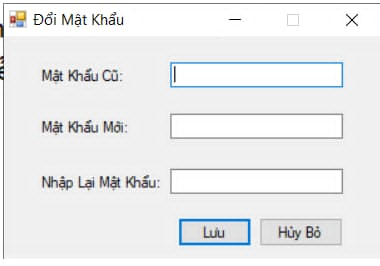 Đổi Mật Khẩu
Mật Khẩu Cũ:
Mật Khẩu Mới:
Nhập Lại Mật Khẩu:
Lưu Hủy Bỏ